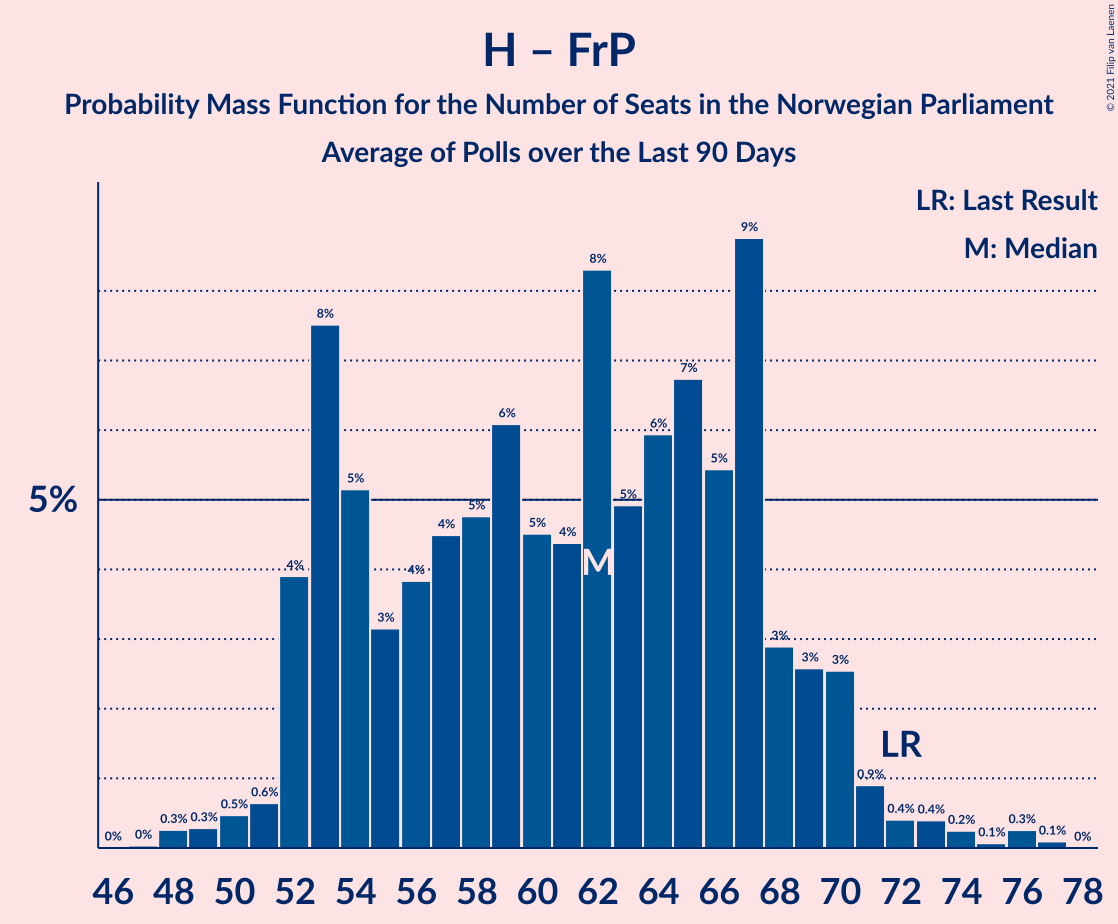 H – FrP
Probability Mass Function for the Number of Seats in the Norwegian Parliament
Average of Polls over the Last 90 Days
© 2021 Filip van Laenen
LR: Last Result
M: Median
5%
0% 0% 0.3% 0.3% 0.5% 0.6% 4% 8% 5% 3% 4% 4% 5% 6% 5% 4% 8% 5% 6% 7% 5% 9% 3% 3% 3% 0.9% 0.4% 0.4% 0.2% 0.1% 0.3% 0.1% 0%
M
LR
46 48 50 52 54 56 58 60 62 64 66 68 70 72 74 76 78